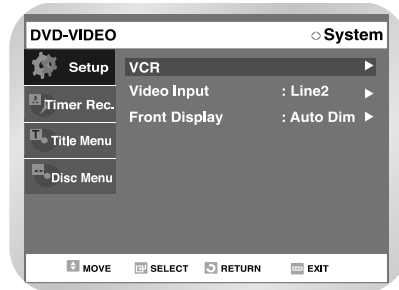 DVD-VIDEO System
Setup
Timer Rec.
Title Menu
Disc Menu
VCR
Video Input : Line2
Front Display : Auto Dim
MOVE SELECT RETURN EXIT